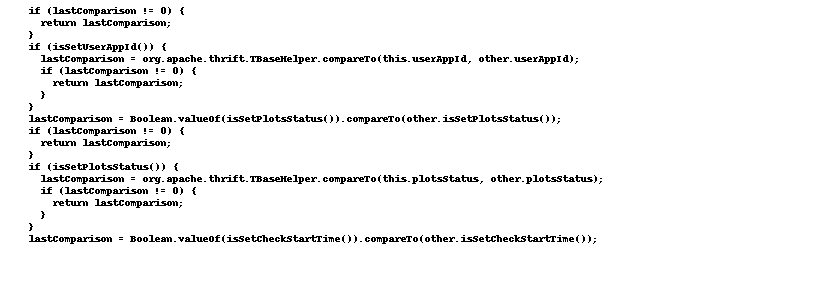 if (lastComparison != 0) {
return lastComparison;
}
if (isSetUserAppId()) {
lastComparison = org.apache.thrift.TBaseHelper.compareTo(this.userAppId, other.userAppId);
if (lastComparison != 0) {
return lastComparison;
}
}
lastComparison = Boolean.valueOf(isSetPlotsStatus()).compareTo(other.isSetPlotsStatus());
if (lastComparison != 0) {
return lastComparison;
}
if (isSetPlotsStatus()) {
lastComparison = org.apache.thrift.TBaseHelper.compareTo(this.plotsStatus, other.plotsStatus);
if (lastComparison != 0) {
return lastComparison;
}
}
lastComparison = Boolean.valueOf(isSetCheckStartTime()).compareTo(other.isSetCheckStartTime());